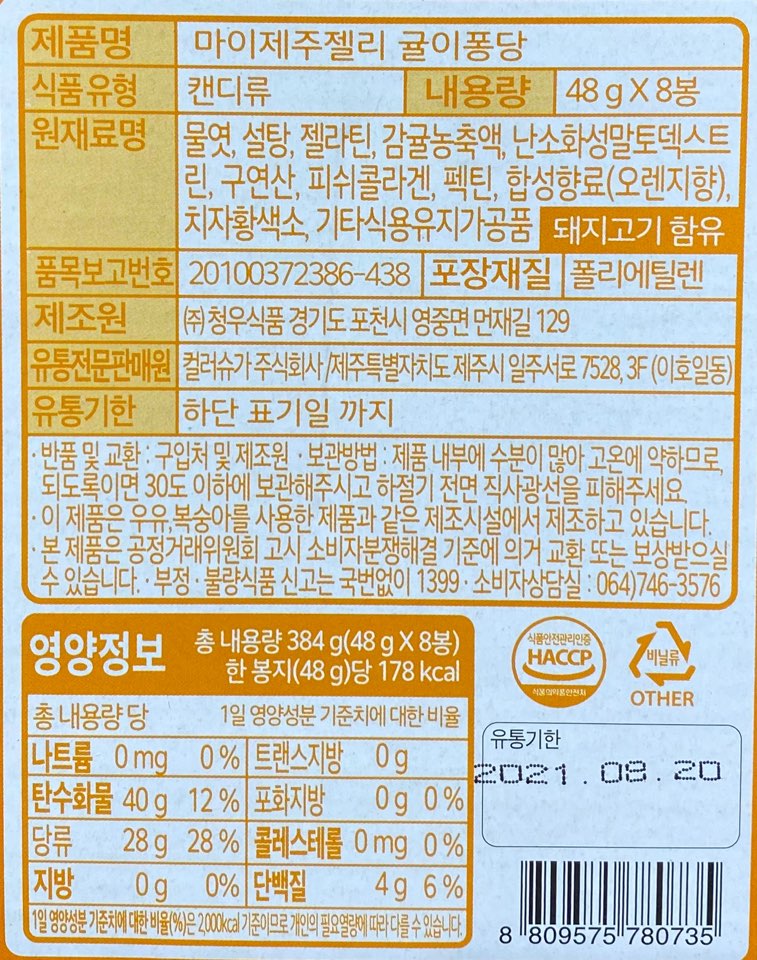 제품명 마이제주젤리 귤이퐁당
식품유형 캔디류 내용량 48 g X 8봉
원재료명 물엿, 설탕, 젤라틴, 감귤농축액, 난소화성말토덱스트
린, 구연산, 피쉬콜라겐, 펙틴, 합성향료(오렌지향),
치자황색소, 기타식용유지가공품 돼지고기 함유
품목보고번호 20100372386-438 포장재질 폴리에틸렌
제조원 ㈜청우식품 경기도 포천시 영중면 먼재길 129
유통전문판매원 컬러슈가 주식회사/제주특별자치도 제주시 일주서로 7528, 3F (이호일동)
유통기한 하단 표기일 까지
· 반품 및 교환 : 구입처 및 제조원 · 보관방법 : 제품 내부에 수분이 많아 고온에 약하므로,
되도록이면 30도 이하에 보관해주시고 하절기 전면 직사광선을 피해주세요.
· 이 제품은 우유,복숭아를 사용한 제품과 같은 제조시설에서 제조하고 있습니다.
· 본 제품은 공정거래위원회 고시 소비자분쟁해결 기준에 의거 교환 또는 보상받으실
수 있습니다. · 부정 · 불량식품 신고는 국번없이 1399 · 소비자상담실 : 064)746-3576
영양정보 총 내용량 384 g(48 g X 8봉)
한 봉지(48 g)당 178 kcal
총 내용량 당 1일 영양성분 기준치에 대한 비율
나트륨 0 mg 0 % 트랜스지방 0 g
탄수화물 40 g 12 % 포화지방 0 g 0 %
당류 28 g 28 % 콜레스테롤 0 mg 0 %
지방 0 g 0% 단백질 4 g 6 %
1일 영양성분 기준치에 대한 비율(%)은 2,000kcal 기준이므로 개인의 필요 열량에 따라 다를 수 있습니다.
식품안전관리인증
HACCP
식품의약품안전처
비닐류
OTHER
유통기한
2021.08.20
8 809575 780735